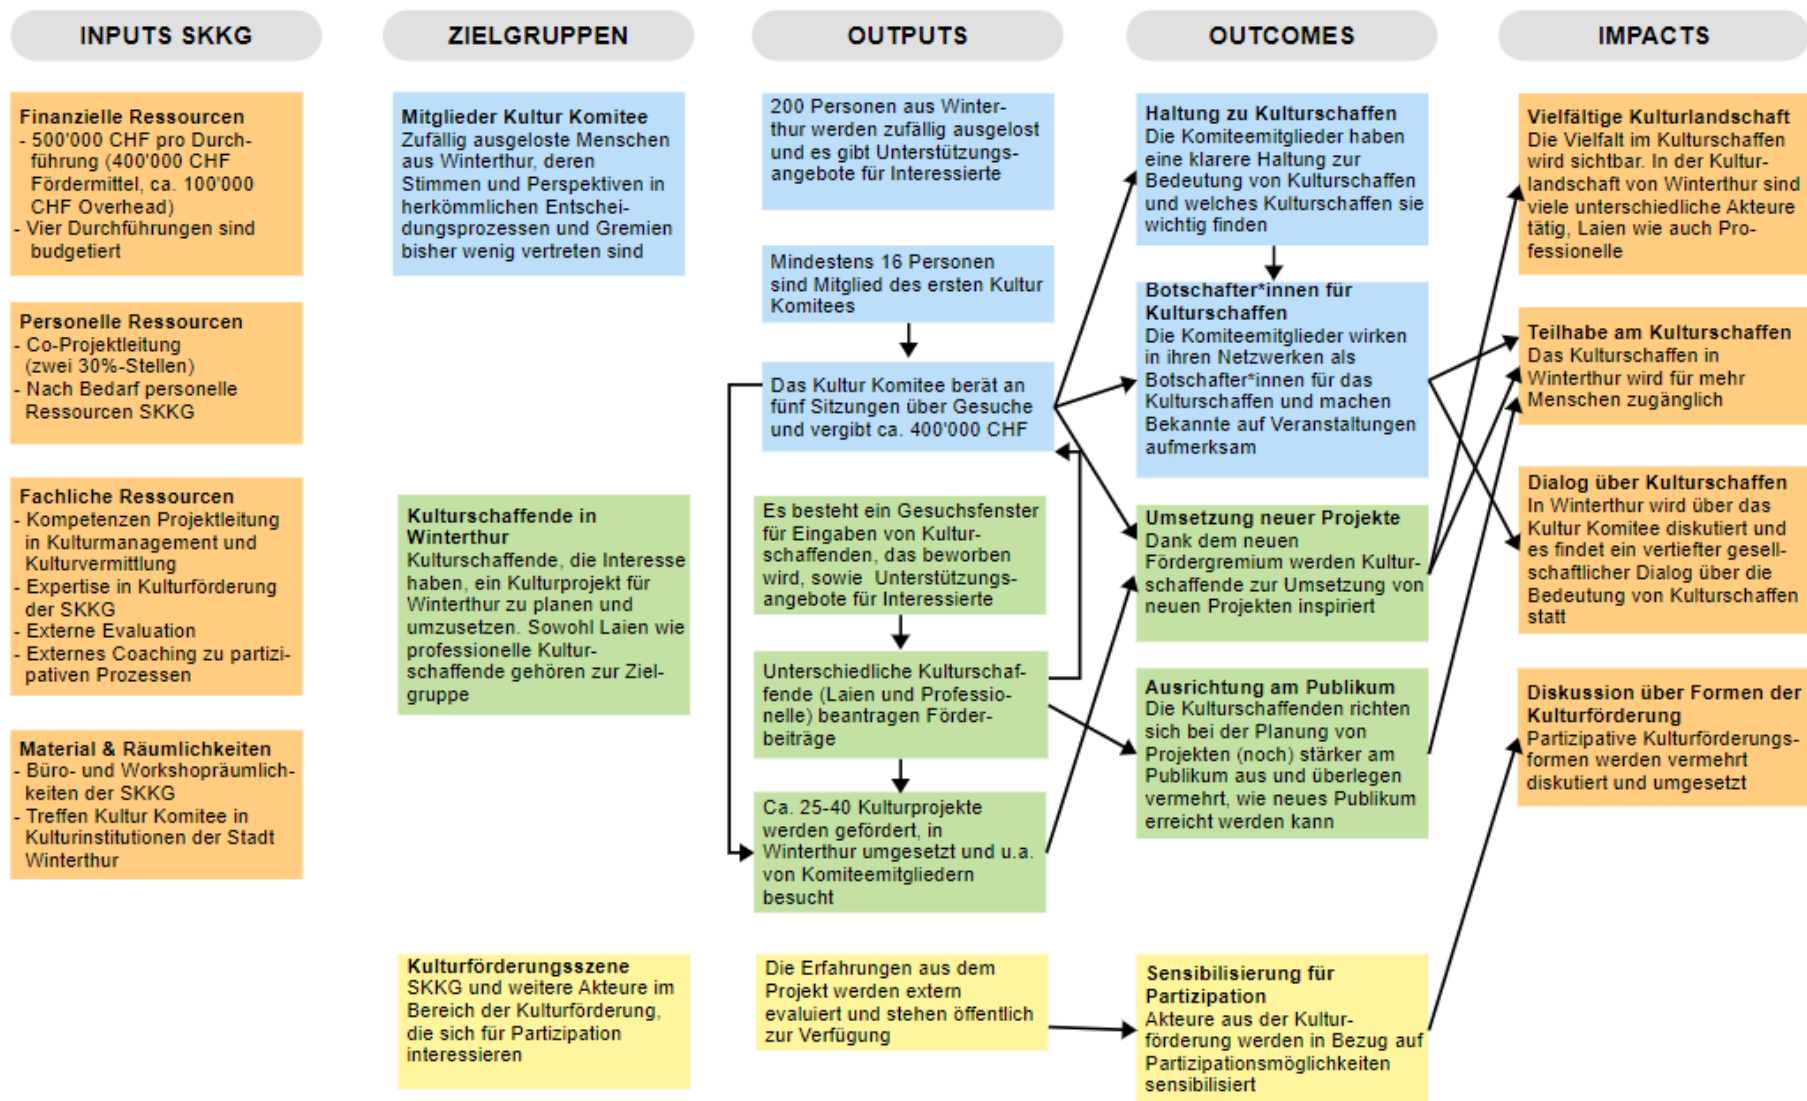 INPUTS SKKG
ZIELGRUPPEN
OUTPUTS
OUTCOMES
IMPACTS
Finanzielle Ressourcen
- 500'000 CHF pro Durch-
führung (400'000 CHF
Fördermittel, ca. 100'000
CHF Overhead)
- Vier Durchführungen sind
budgetiert
Personelle Ressourcen
- Co-Projektleitung
(zwei 30%-Stellen)
- Nach Bedarf personelle
Ressourcen SKKG
Fachliche Ressourcen
- Kompetenzen Projektleitung
in Kulturmanagement und
Kulturvermittlung
- Expertise in Kulturförderung
der SKKG
- Externe Evaluation
- Externes Coaching zu partizi-
pativen Prozessen
Material & Räumlichkeiten
- Büro- und Workshopräumlich-
keiten der SKKG
- Treffen Kultur Komitee in
Kulturinstitutionen der Stadt
Winterthur
Mitglieder Kultur Komitee
Zufällig ausgeloste Menschen
aus Winterthur, deren
Stimmen und Perspektiven in
herkömmlichen Entschei-
dungsprozessen und Gremien
bisher wenig vertreten sind
Kulturschaffende in
Winterthur
Kulturschaffende, die Interesse
haben, ein Kulturprojekt für
Winterthur zu planen und
umzusetzen. Sowohl Laien wie
professionelle Kultur-
schaffende gehören zur Ziel-
gruppe
Kulturförderungsszene
SKKG und weitere Akteure im
Bereich der Kulturförderung,
die sich für Partizipation
interessieren
200 Personen aus Winter-
thur werden zufällig ausgelost
und es gibt Unterstützungs-
angebote für Interessierte
Mindestens 16 Personen
sind Mitglied des ersten Kultur
Komitees
Das Kultur Komitee berät an
fünf Sitzungen über Gesuche
und vergibt ca. 400'000 CHF
Es besteht ein Gesuchsfenster
für Eingaben von Kultur-
schaffenden, das beworben
wird, sowie Unterstützungs-
angebote für Interessierte
Unterschiedliche Kulturschaf-
fende (Laien und Professio-
nelle) beantragen Förder-
beiträge
Ca. 25-40 Kulturprojekte
werden gefördert, in
Winterthur umgesetzt und u.a.
von Komiteemitgliedern
besucht
Die Erfahrungen aus dem
Projekt werden extern
evaluiert und stehen öffentlich
zur Verfügung
Haltung zu Kulturschaffen
Die Komiteemitglieder haben
eine klarere Haltung zur
Bedeutung von Kulturschaffen
und welches Kulturschaffen sie
wichtig finden
Botschafter*innen für
Kulturschaffen
Die Komiteemitglieder wirken
in ihren Netzwerken als
Botschafter*innen für das
Kulturschaffen und machen
Bekannte auf Veranstaltungen
aufmerksam
Umsetzung neuer Projekte
Dank dem neuen
Fördergremium werden Kultur-
schaffende zur Umsetzung von
neuen Projekten inspiriert
Ausrichtung am Publikum
Die Kulturschaffenden richten
sich bei der Planung von
Projekten (noch) stärker am
Publikum aus und überlegen
vermehrt, wie neues Publikum
erreicht werden kann
Sensibilisierung für
Partizipation
Akteure aus der Kultur-
förderung werden in Bezug auf
Partizipationsmöglichkeiten
sensibilisiert
Vielfältige Kulturlandschaft
Die Vielfalt im Kulturschaffen
wird sichtbar. In der Kultur-
landschaft von Winterthur sind
viele unterschiedliche Akteure
tätig, Laien wie auch Pro-
fessionelle
Teilhabe am Kulturschaffen
Das Kulturschaffen in
Winterthur wird für mehr
Menschen zugänglich
Dialog über Kulturschaffen
In Winterthur wird über das
Kultur Komitee diskutiert und
es findet ein vertiefter gesell-
schaftlicher Dialog über die
Bedeutung von Kulturschaffen
statt
Diskussion über Formen der
Kulturförderung
Partizipative Kulturförderungs-
formen werden vermehrt
diskutiert und umgesetzt